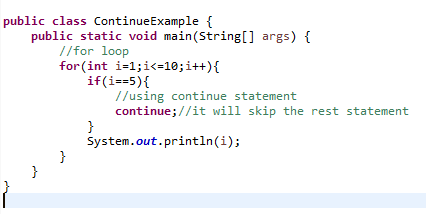 public class ContinueExample {
    public static void main(String[] args) {
        //for loop
        for(int i=1;i<=10;i++){
            if(i==5){
                //using continue statement
                continue;//it will skip the rest statement
            }
            System.out.println(i);
        }
    }
}